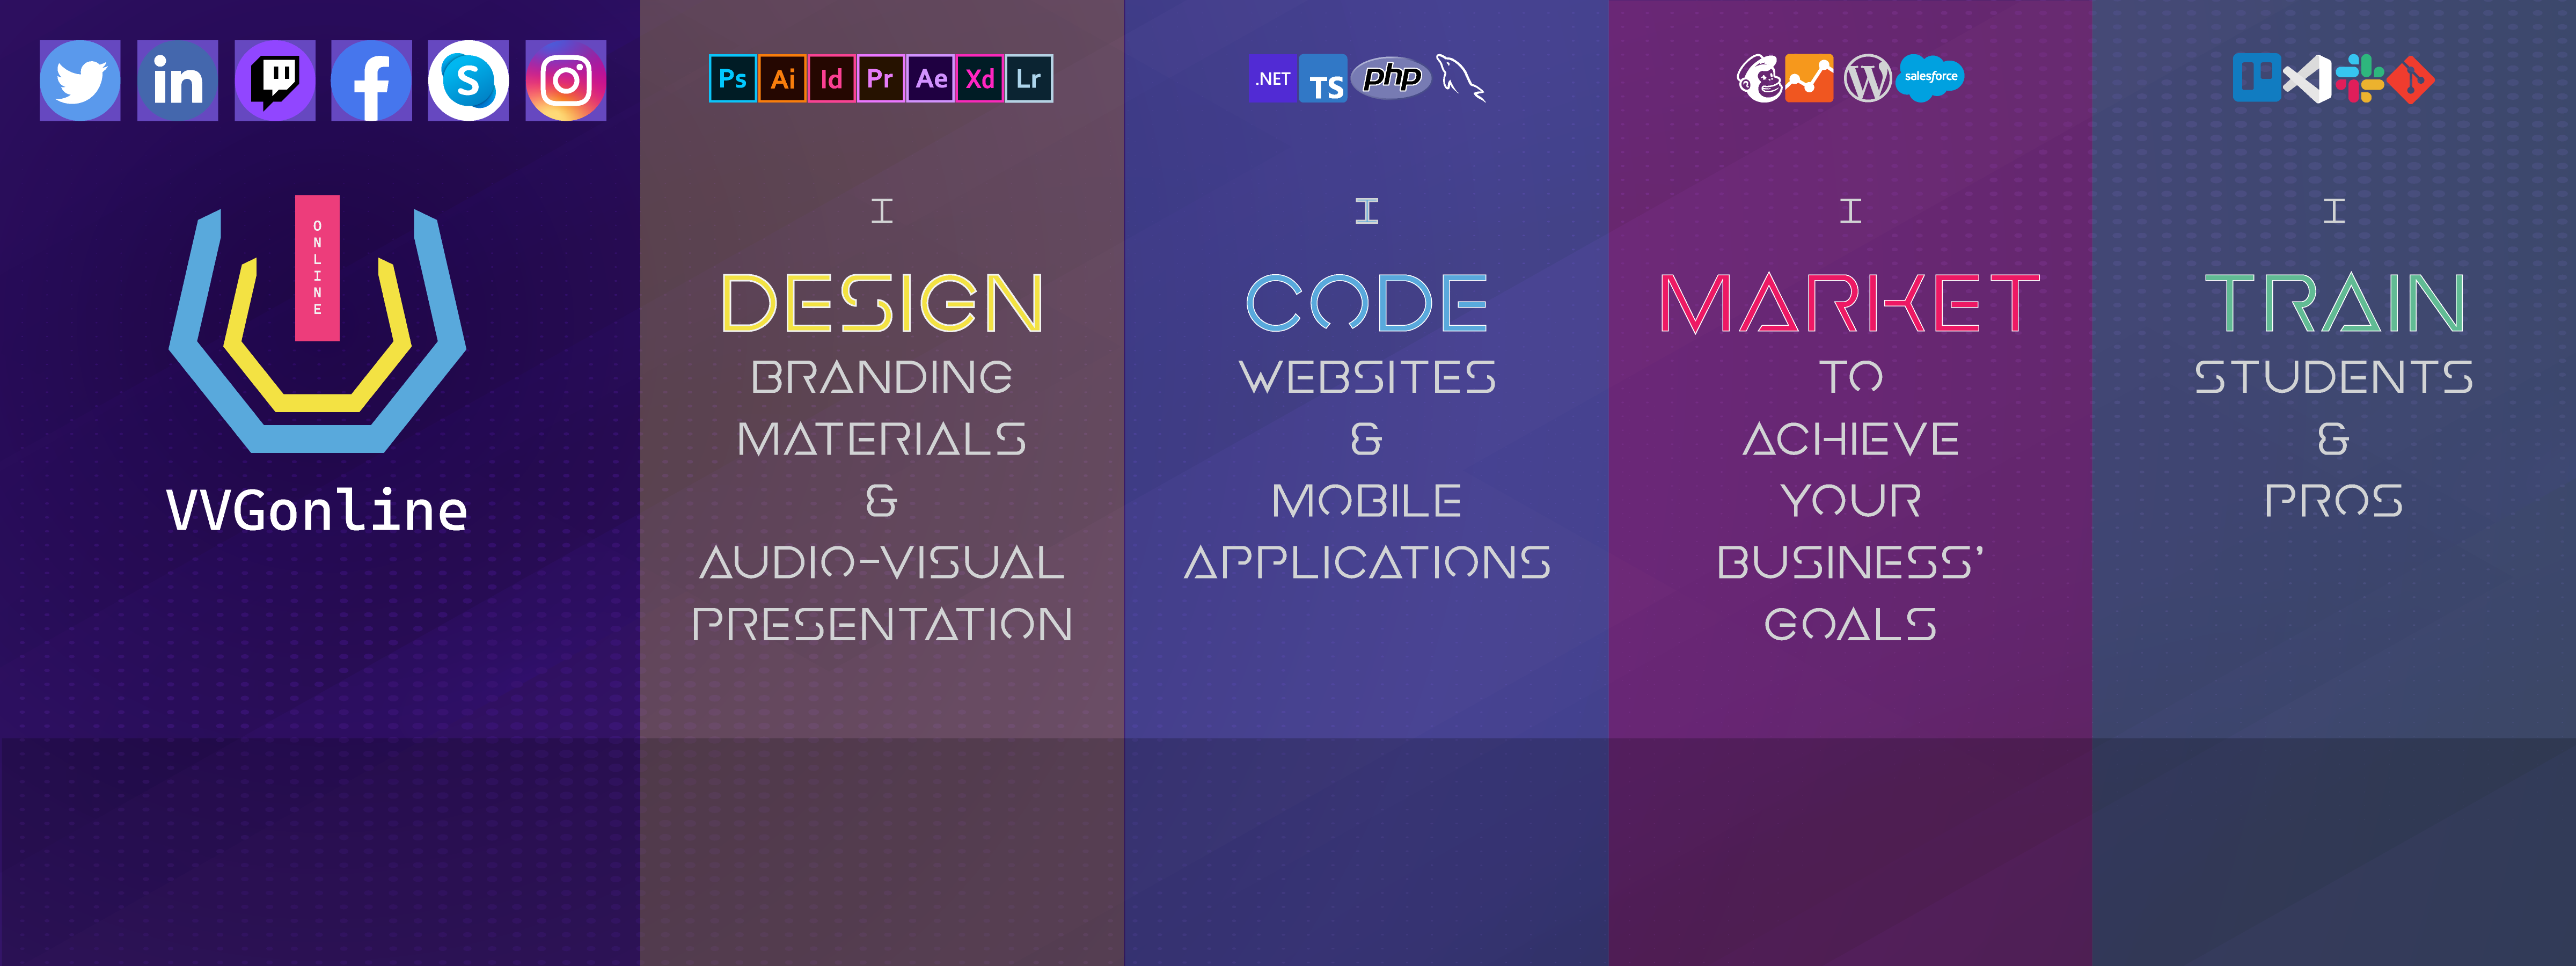 in
S
O
N
L
I
N
E
VVGonline
Ps Ai Id Pr Ae Xd Lr
I
DESIGN
BRANDING
MATERIALS
&
AUDIO-VISUAL
PRESENTATION
.NET TS php
I
CODE
WEBSITES
&
MOBILE
APPLICATIONS
salesforce
I
MARKET
TO
ACHIEVE
YOUR
BUSINESS’
GOALS
I
TRAIN
STUDENTS
&
PROS